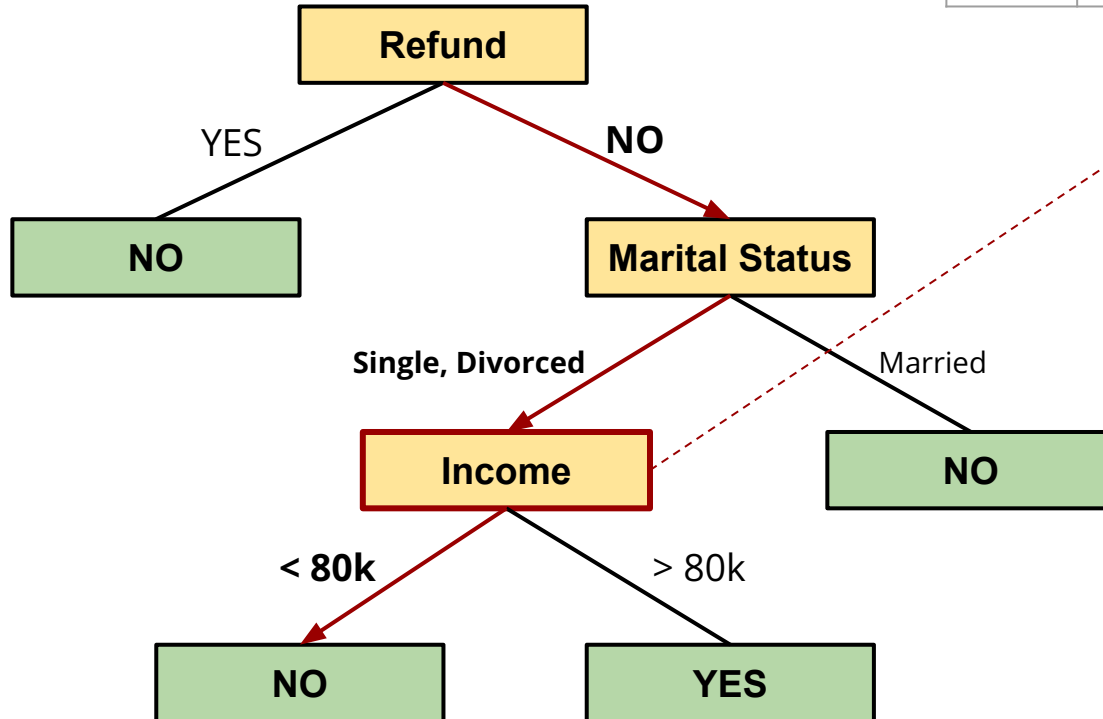 Refund
YES
NO
NO
Marital Status
Single, Divorced
Married
Income
NO
< 80k
> 80k
NO
YES